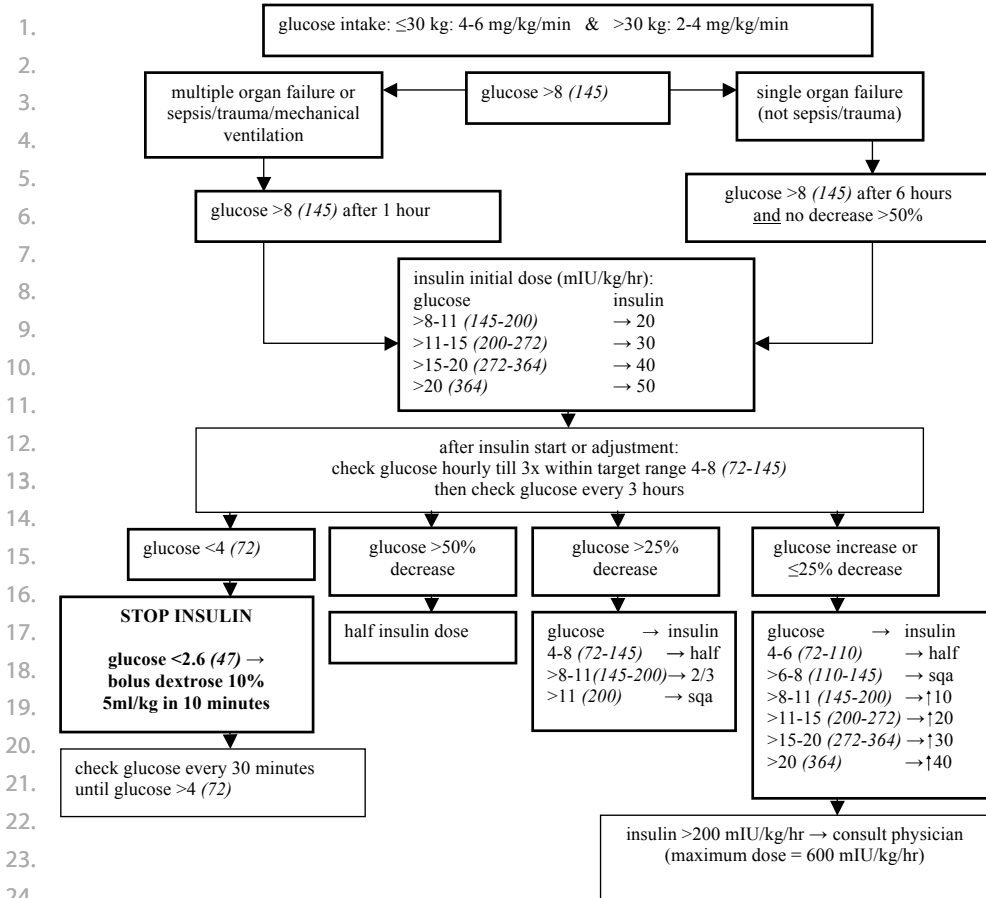 1.
2.
3.
4.
5.
6.
7.
8.
9.
10.
11.
12.
13.
14.
15.
16.
17.
18.
19.
20.
21.
22.
23.
24.
glucose intake: ≤30 kg: 4-6 mg/kg/min & >30 kg: 2-4 mg/kg/min
multiple organ failure or
sepsis/trauma/mechanical
ventilation
glucose >8 (145)
single organ failure
(not sepsis/trauma)
glucose >8 (145) after 1 hour
glucose >8 (145) after 6 hours
and no decrease >50%
insulin initial dose (mIU/kg/hr):
glucose insulin
>8-11 (145-200) → 20
>11-15 (200-272) → 30
>15-20 (272-364) → 40
>20 (364) → 50
after insulin start or adjustment:
check glucose hourly till 3x within target range 4-8 (72-145)
then check glucose every 3 hours
glucose <4 (72)
glucose >50%
decrease
glucose >25%
decrease
glucose increase or
≤25% decrease
STOP INSULIN
glucose <2.6 (47) →
bolus dextrose 10%
5ml/kg in 10 minutes
half insulin dose
glucose → insulin
4-8 (72-145) → half
>8-11(145-200)→ 2/3
>11 (200) → sqa
glucose → insulin
4-6 (72-110) → half
>6-8 (110-145) → sqa
>8-11 (145-200) →↑10
>11-15 (200-272) →↑20
>15-20 (272-364) →↑30
>20 (364) →↑40
check glucose every 30 minutes
until glucose >4 (72)
insulin >200 mIU/kg/hr → consult physician
(maximum dose = 600 mIU/kg/hr)